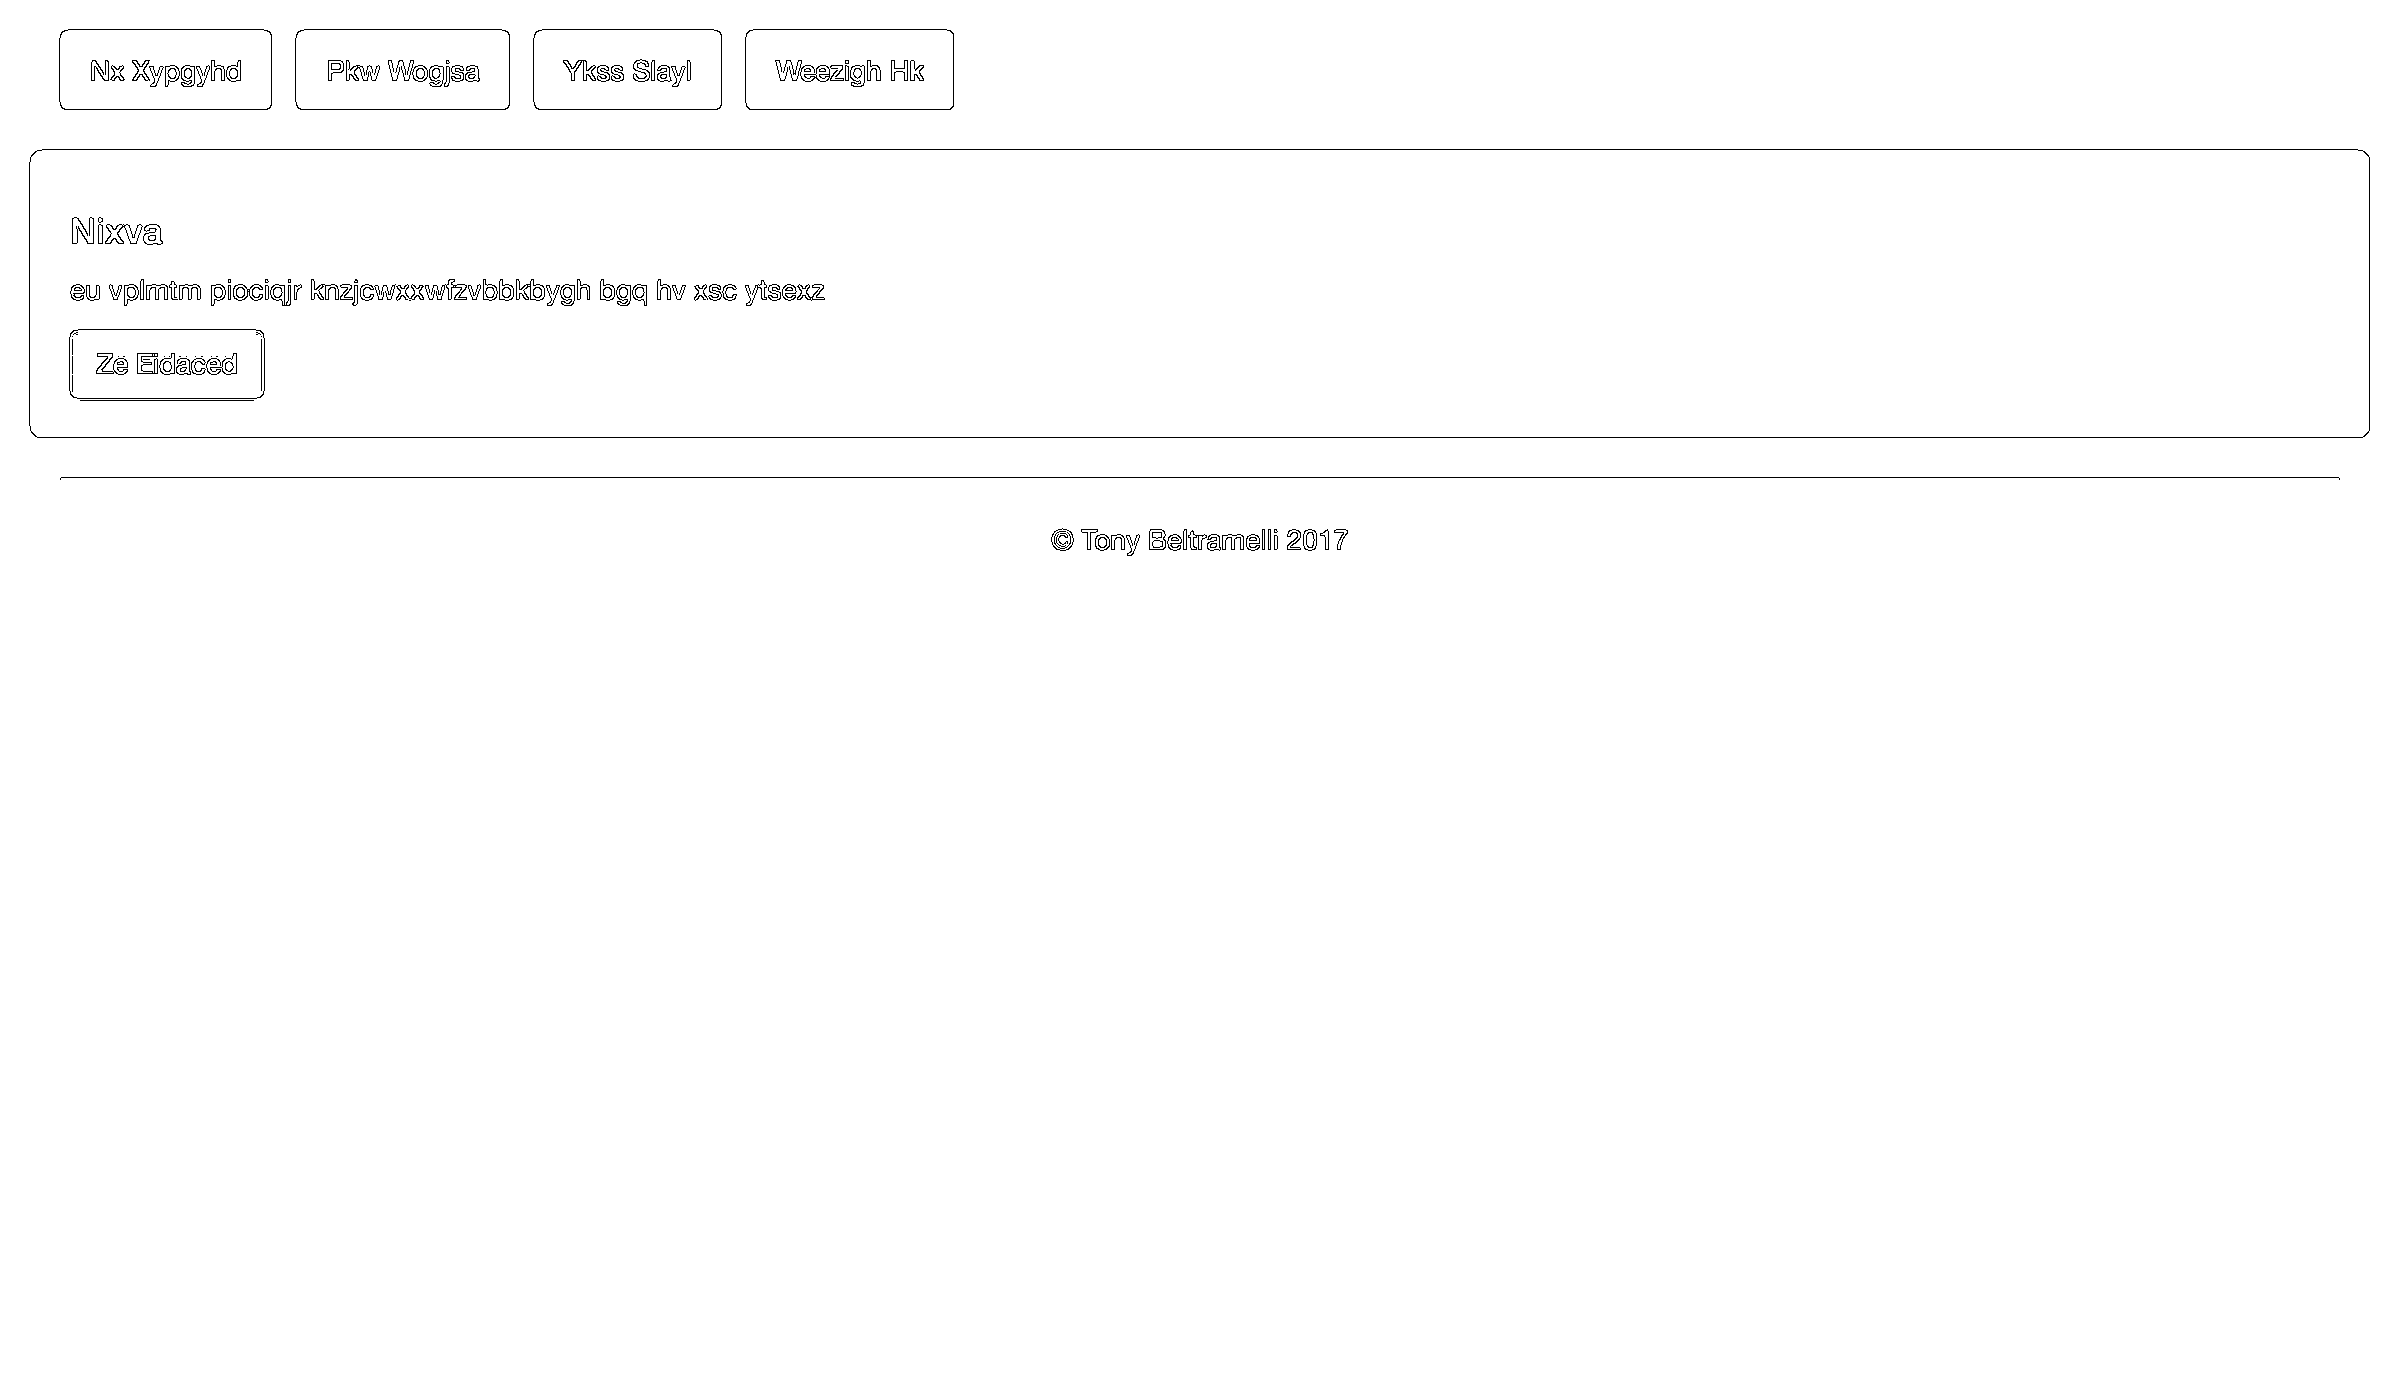 Nx Xypgyhd Pkw Wogjsa Ykss Slayl Weezigh Hk
Nixva
eu vplmtm piociqjr knzjcwxxwfzvbbkbygh bgq hv xsc ytsexz
Ze Eidaced
© Tony Beltramelli 2017